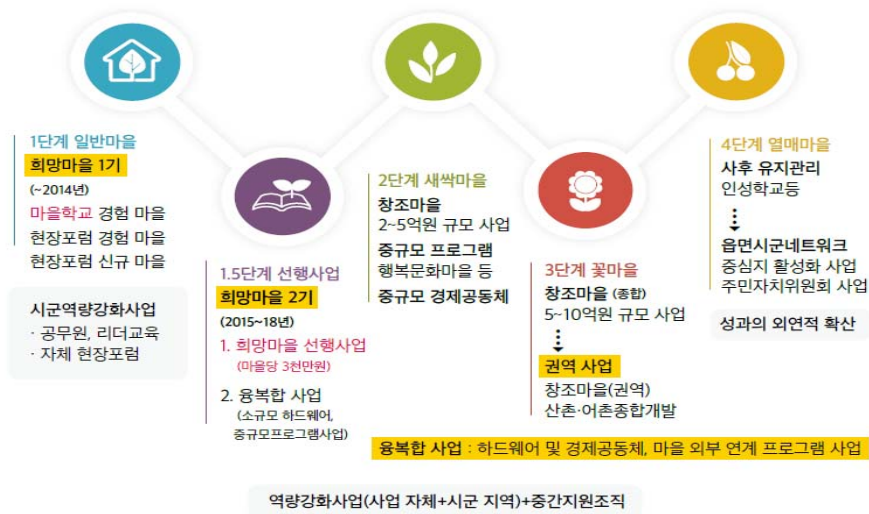 1단계 일반마을
희망마을 1기
(~2014년)
마을학교 경험 마을
현장포럼 경험 마을
현장포럼 신규 마을
시군역량강화사업
· 공무원, 리더교육
· 자체 현장포럼
1.5단계 선행사업
희망마을 2기
(2015~18년)
1. 희망마을 선행사업
(마을당 3천만원)
2. 융복합 사업
(소규모 하드웨어,
중규모프로그램사업)
2단계 새싹마을
창조마을
2~5억원 규모 사업
중규모 프로그램
행복문화마을 등
중규모 경제공동체
3단계 꽃마을
창조마을 (종합)
5~10억원 규모 사업
권역 사업
창조마을(권역)
산촌·어촌종합개발
4단계 열매마을
사후 유지관리
인성학교등
읍면시군네트워크
중심지 활성화 사업
주민자치위원회 사업
성과의 외연적 확산
융복합 사업 : 하드웨어 및 경제공동체, 마을 외부 연계 프로그램 사업
역량강화사업(사업 자체+시군 지역)+중간지원조직